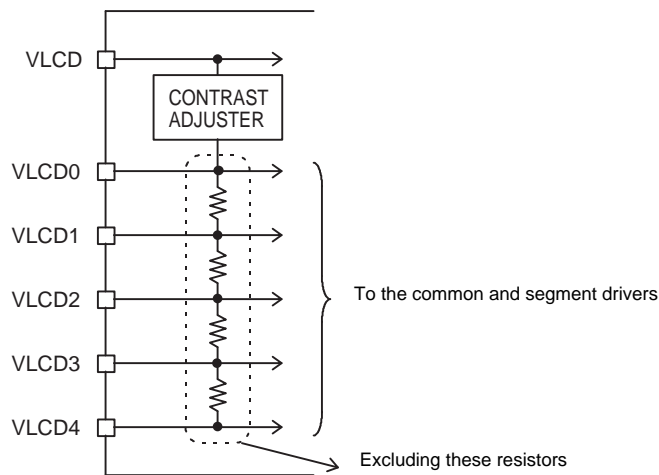 VLCD
CONTRAST
ADJUSTER
VLCD0
VLCD1
VLCD2
To the common and segment drivers
VLCD3
VLCD4
Excluding these resistors